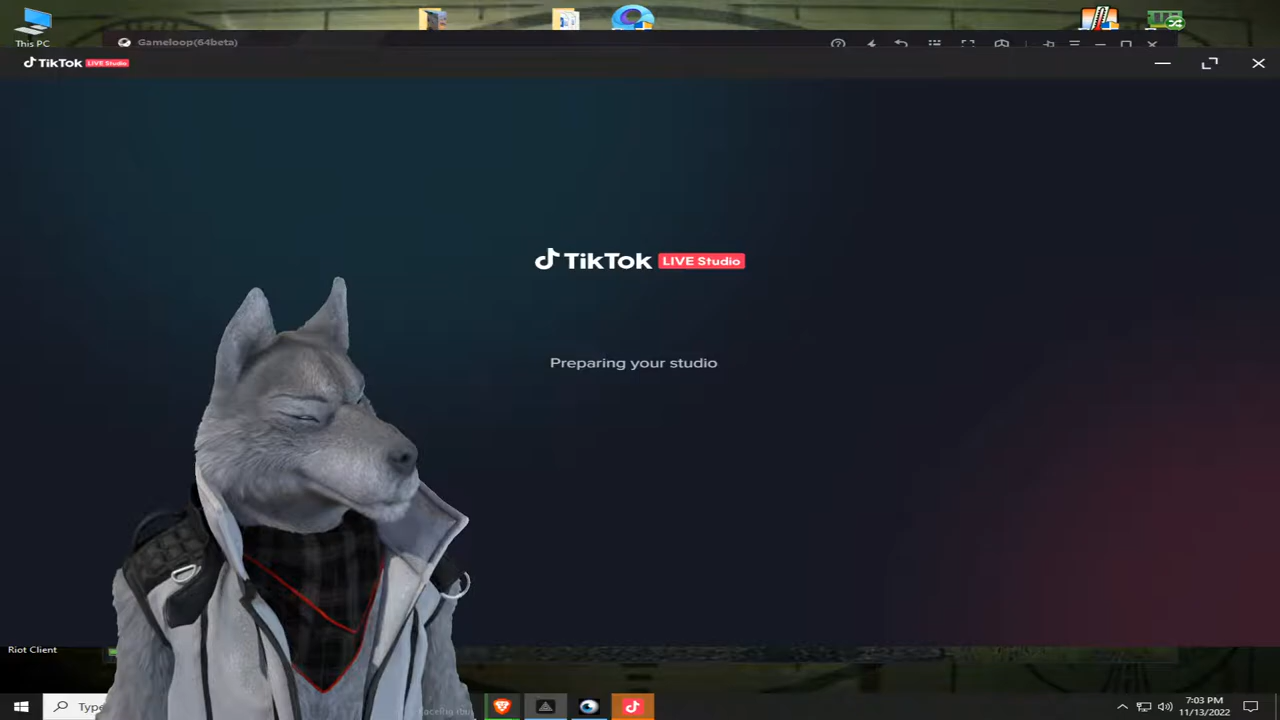 This PC
Gameloop(64beta)
TikTok LIVE Studio
TikTok LIVE Studio
Preparing your studio
Riot Client
Type
7:03 PM
11/13/2022